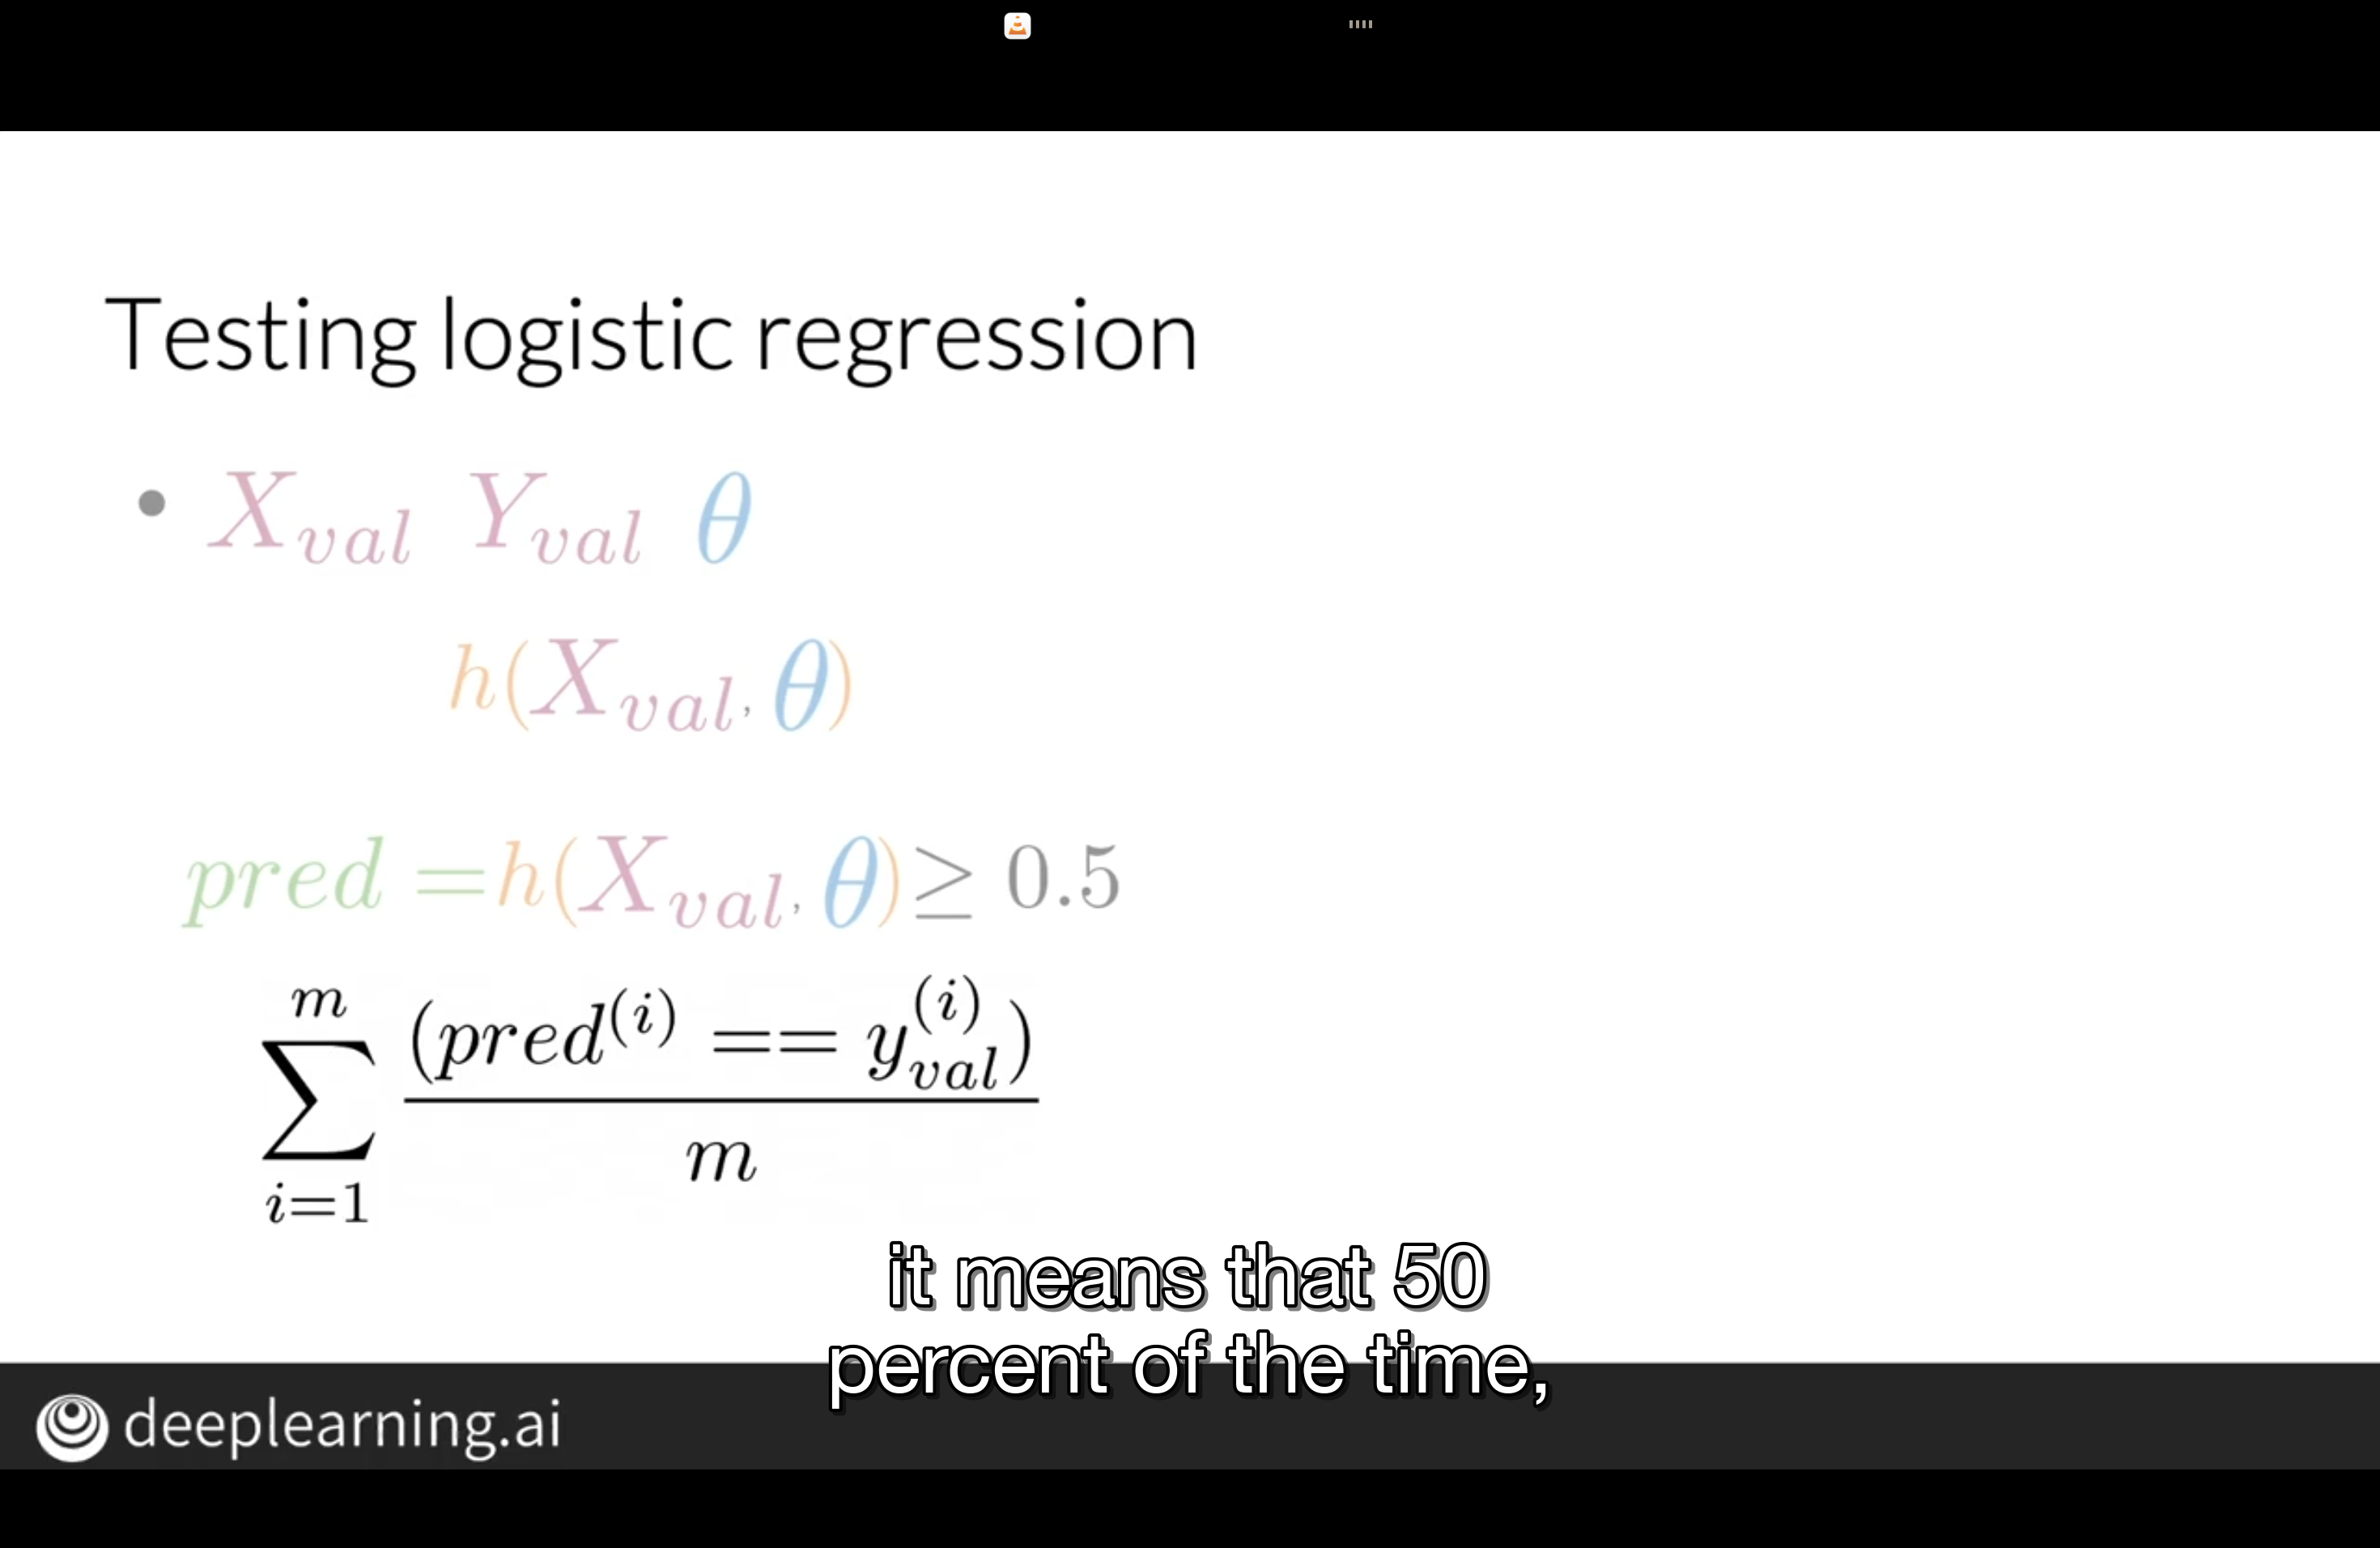 Testing logistic regression
• X_val Y_val θ
h(X_val, θ)
pred = h(X_val, θ) ≥ 0.5
∑_{i=1}^{m} (pred^(i) == y_val^(i)) / m
it means that 50
percent of the time,
deeplearning.ai